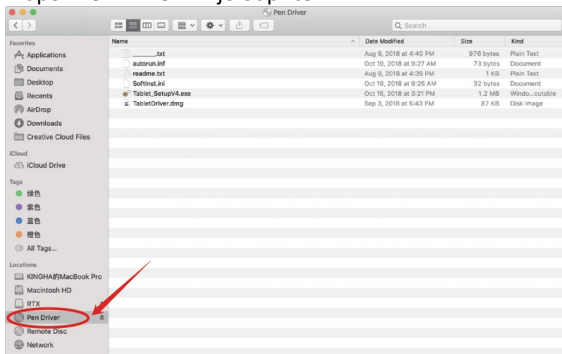 Pen Driver
Search
Favorites
Applications
Documents
Desktop
Recents
AirDrop
Downloads
Creative Cloud Files
iCloud
iCloud Drive
Tags
绿色
紫色
蓝色
橙色
All Tags...
Locations
KINGHA的MacBook Pro
Macintosh HD
RTX
Pen Driver
Remote Disc
Network
Name Date Modified Size Kind
______.txt Aug 9, 2018 at 4:40 PM 976 bytes Plain Text
autorun.inf Oct 19, 2018 at 9:27 AM 73 bytes Document
readme.txt Aug 9, 2018 at 4:39 PM 1 KB Plain Text
SoftInst.ini Oct 19, 2018 at 9:26 AM 32 bytes Document
Tablet_SetupV4.exe Oct 15, 2018 at 3:21 PM 1.2 MB Windo...cutable
TabletDriver.dmg Sep 3, 2018 at 5:43 PM 87 KB Disk Image